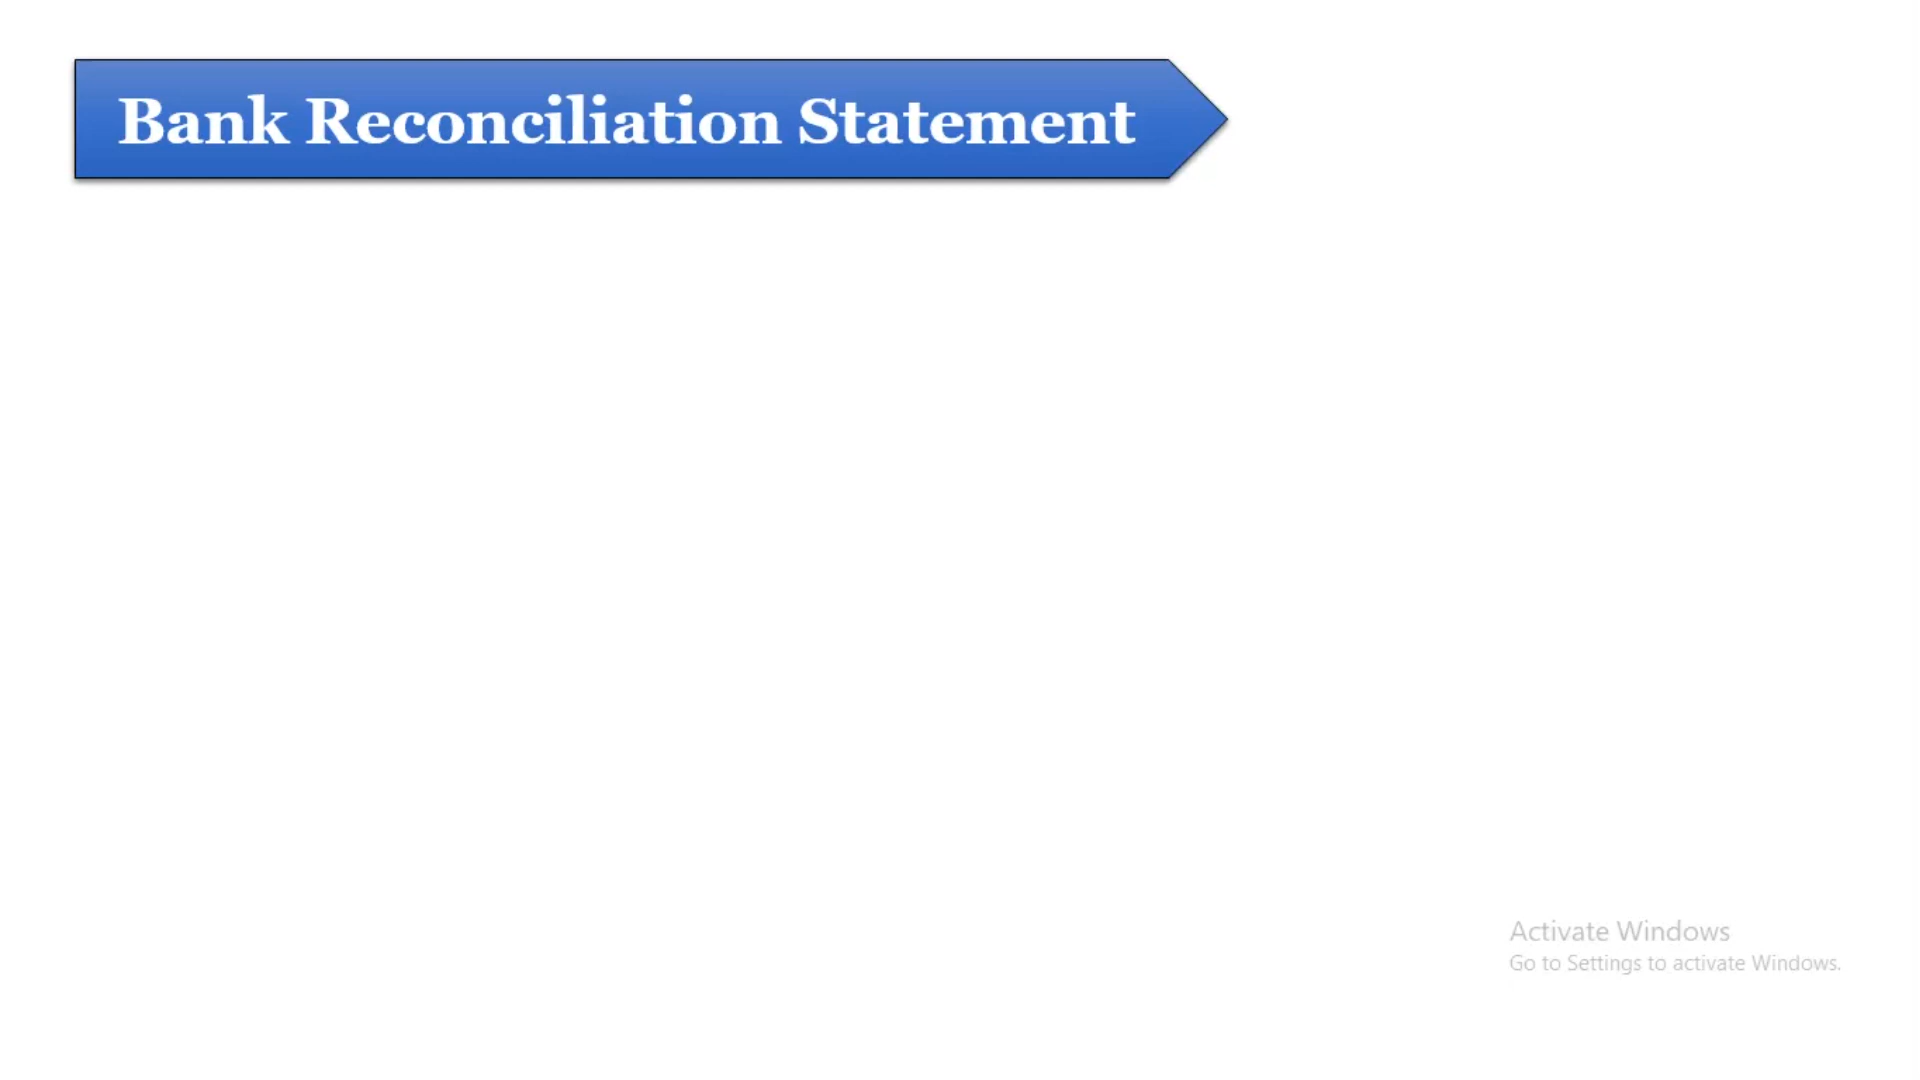 Bank Reconciliation Statement
Activate Windows
Go to Settings to activate Windows.